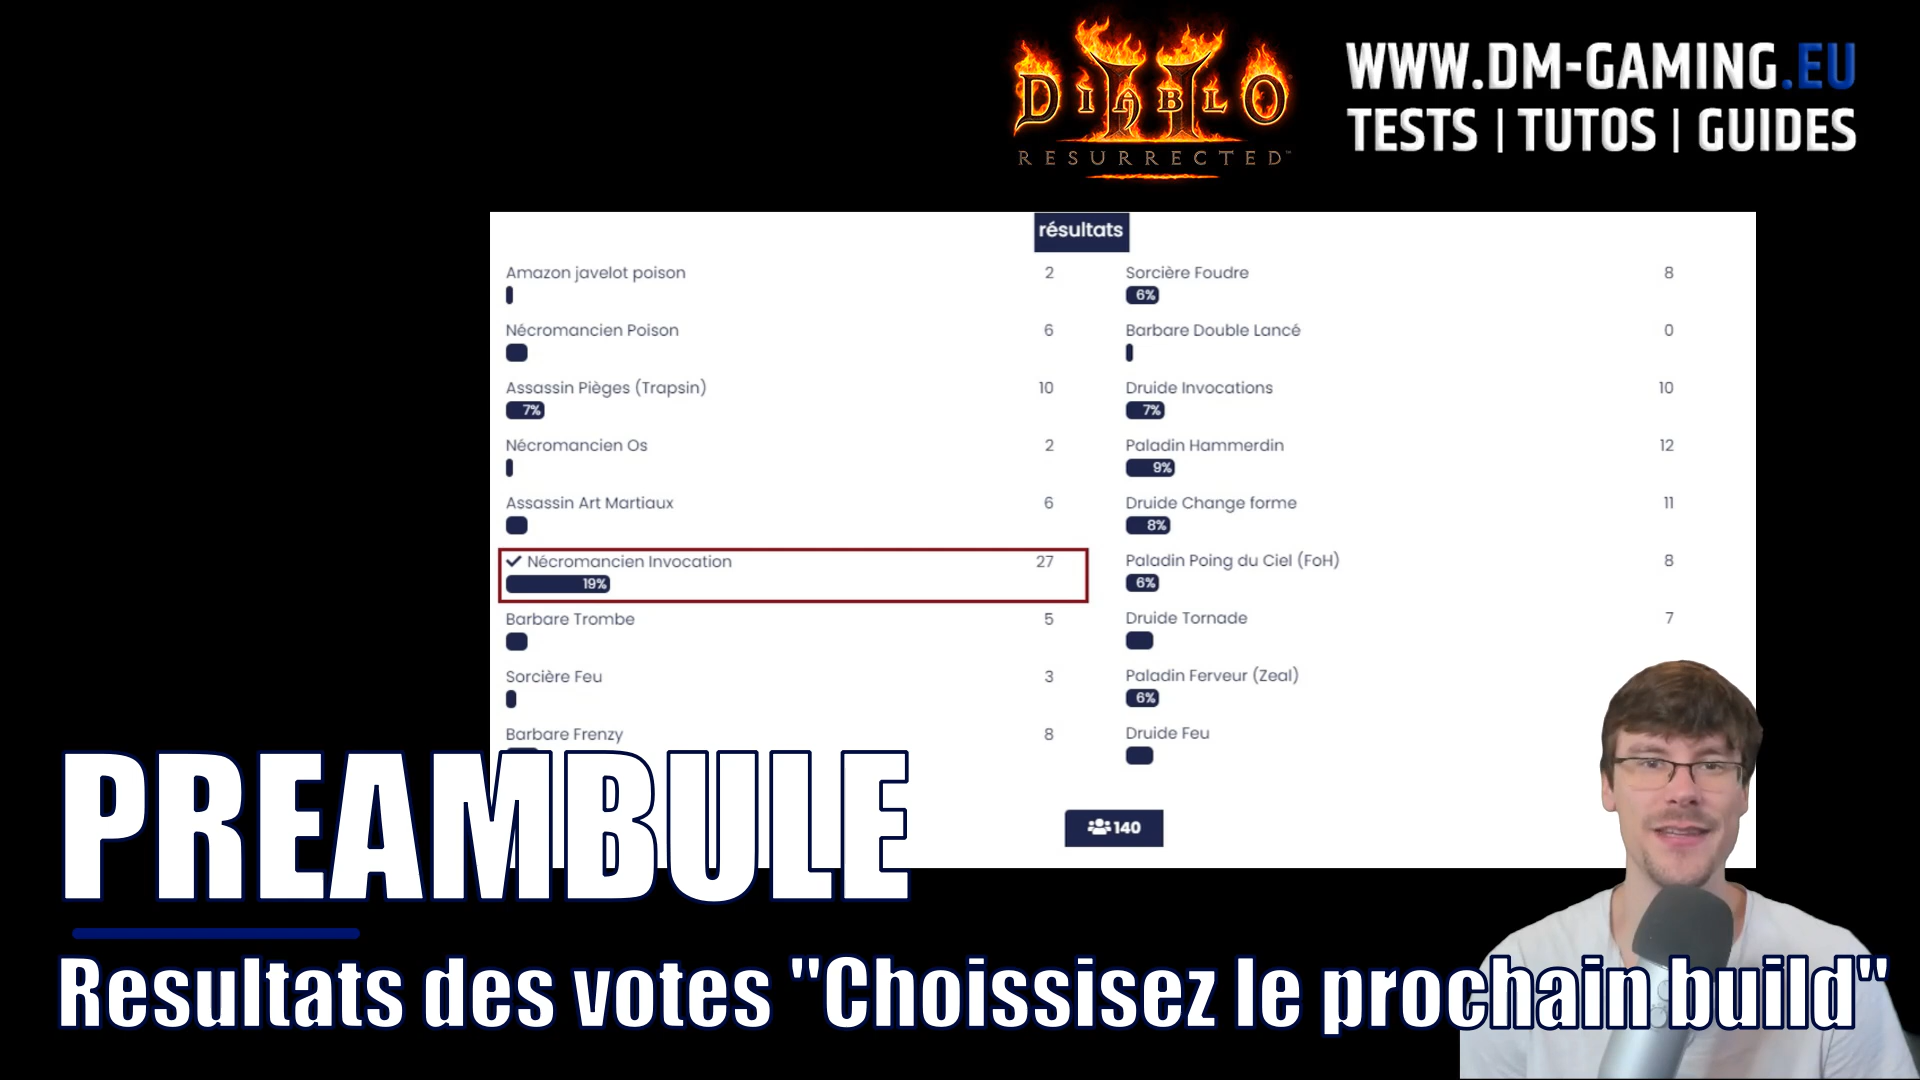 DIABLO II
RESURRECTED™
WWW.DM-GAMING.EU
TESTS | TUTOS | GUIDES
résultats
Amazon javelot poison 2
Nécromancien Poison 6
Assassin Pièges (Trapsin) 10
7%
Nécromancien Os 2
Assassin Art Martiaux 6
Nécromancien Invocation 27
19%
Barbare Trombe 5
Sorcière Feu 3
Barbare Frenzy 8
Sorcière Foudre 8
6%
Barbare Double Lancé 0
Druide Invocations 10
7%
Paladin Hammerdin 12
9%
Druide Change forme 11
8%
Paladin Poing du Ciel (FoH) 8
6%
Druide Tornade 7
Paladin Ferveur (Zeal)
6%
Druide Feu
140
PREAMBULE
Resultats des votes "Choissisez le prochain build"